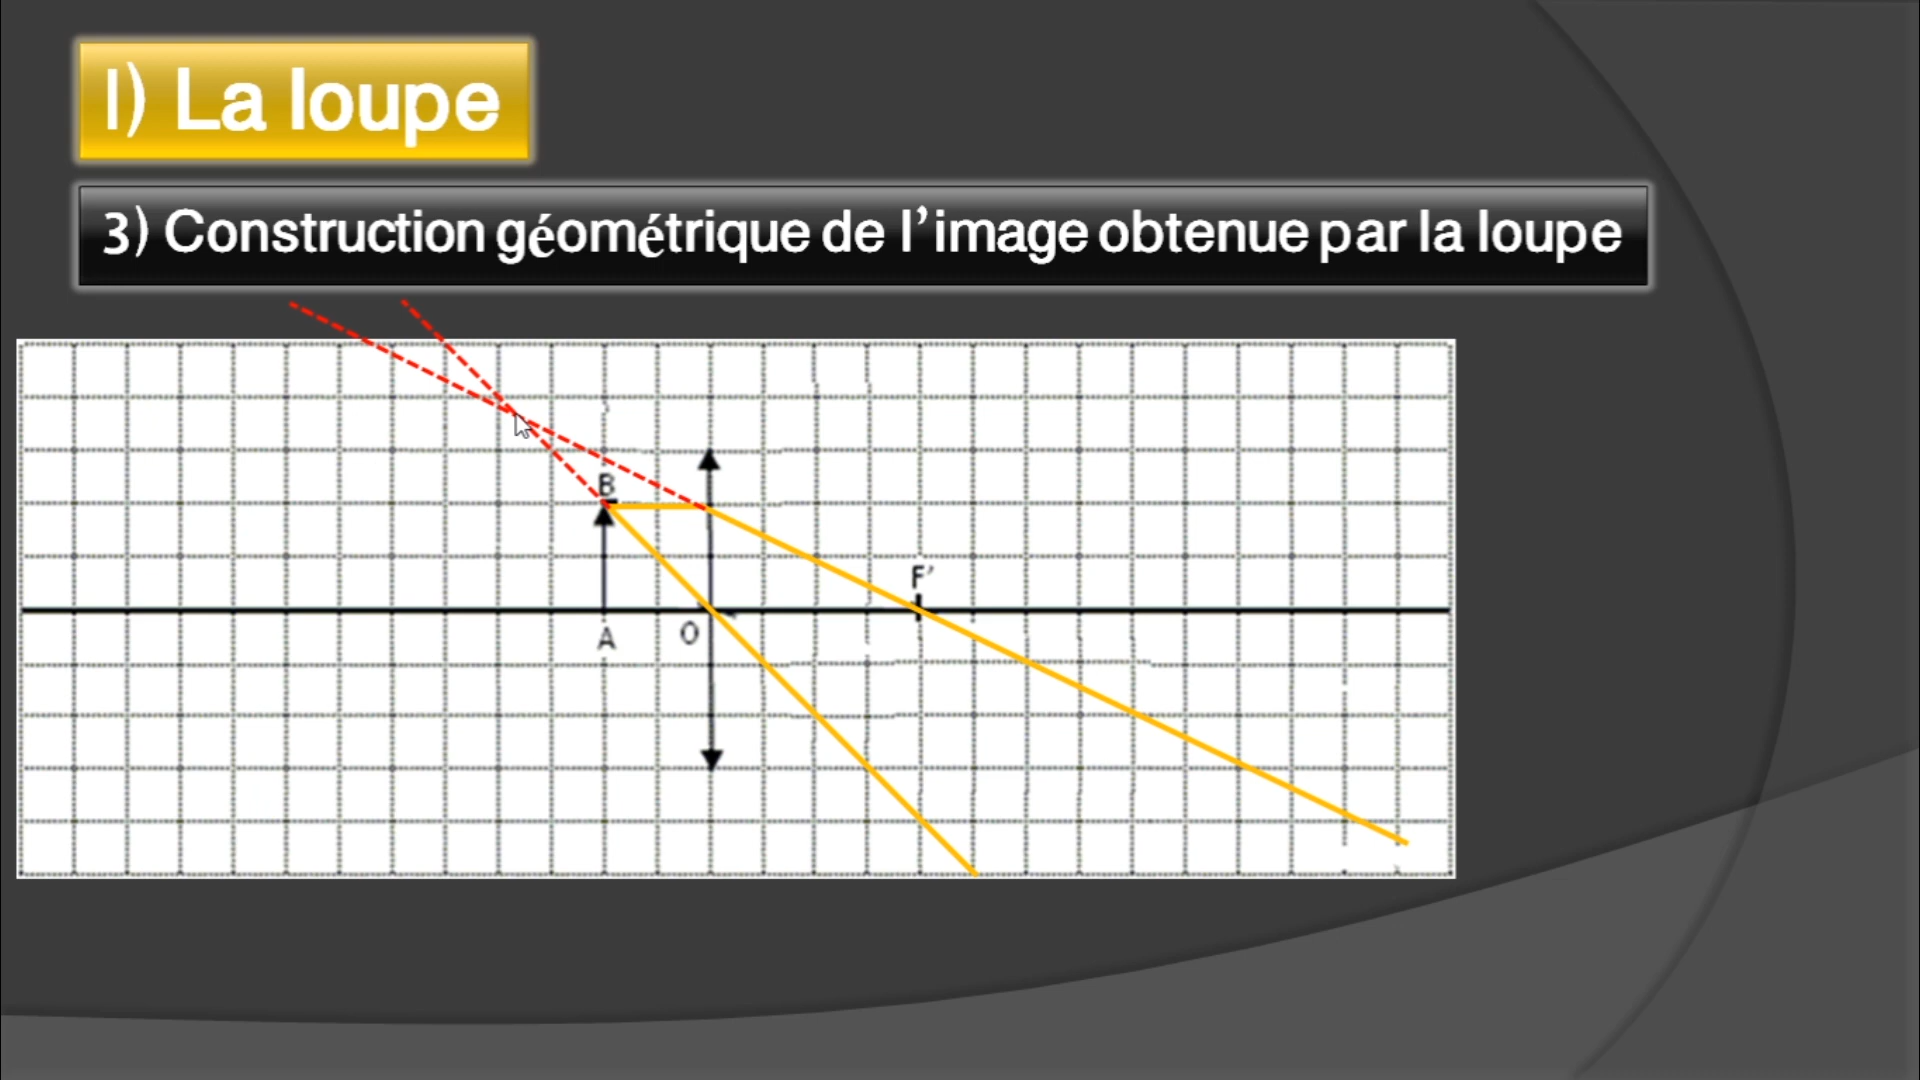 I) La loupe
3) Construction géométrique de l’image obtenue par la loupe
B
F’
A
O